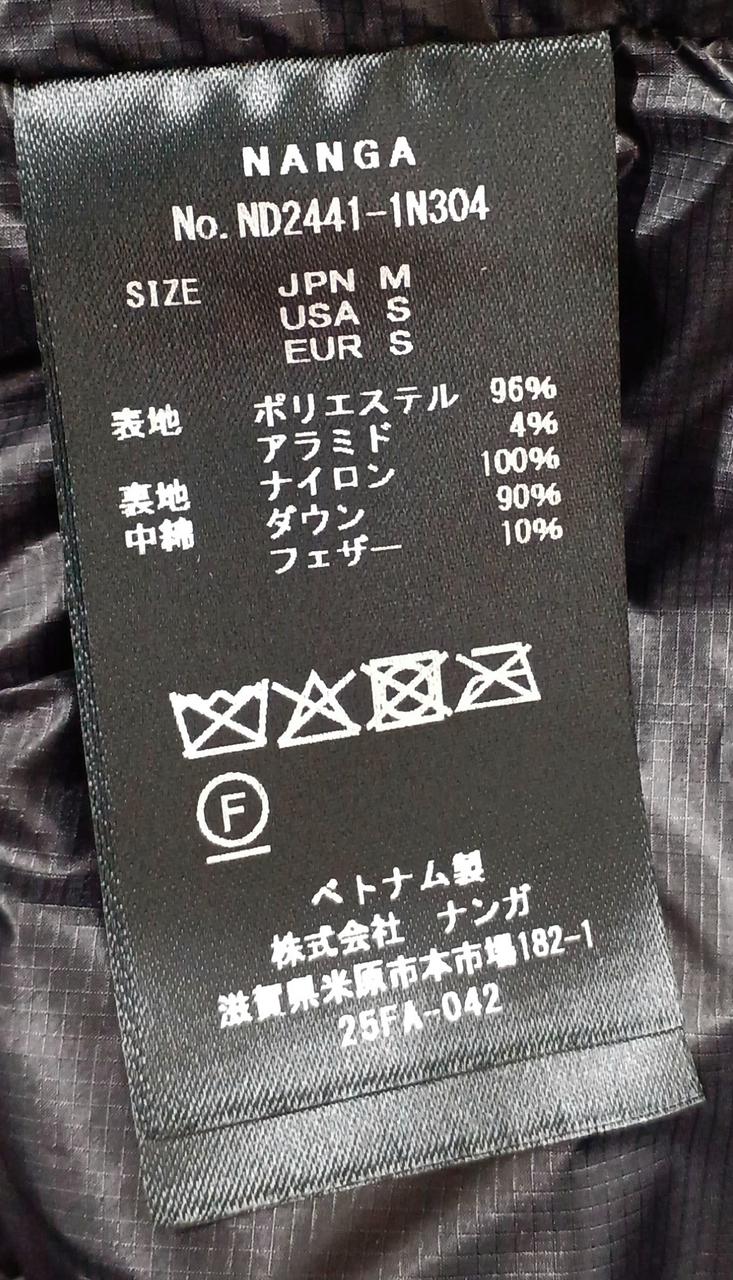 NANGA
No. ND2441-1N304
SIZE JPN M
USA S
EUR S
表地 ポリエステル 96%
アラミド 4%
裏地 ナイロン 100%
中綿 ダウン 90%
フェザー 10%
F
ベトナム製
株式会社 ナンガ
滋賀県米原市本市場182-1
25FA-042